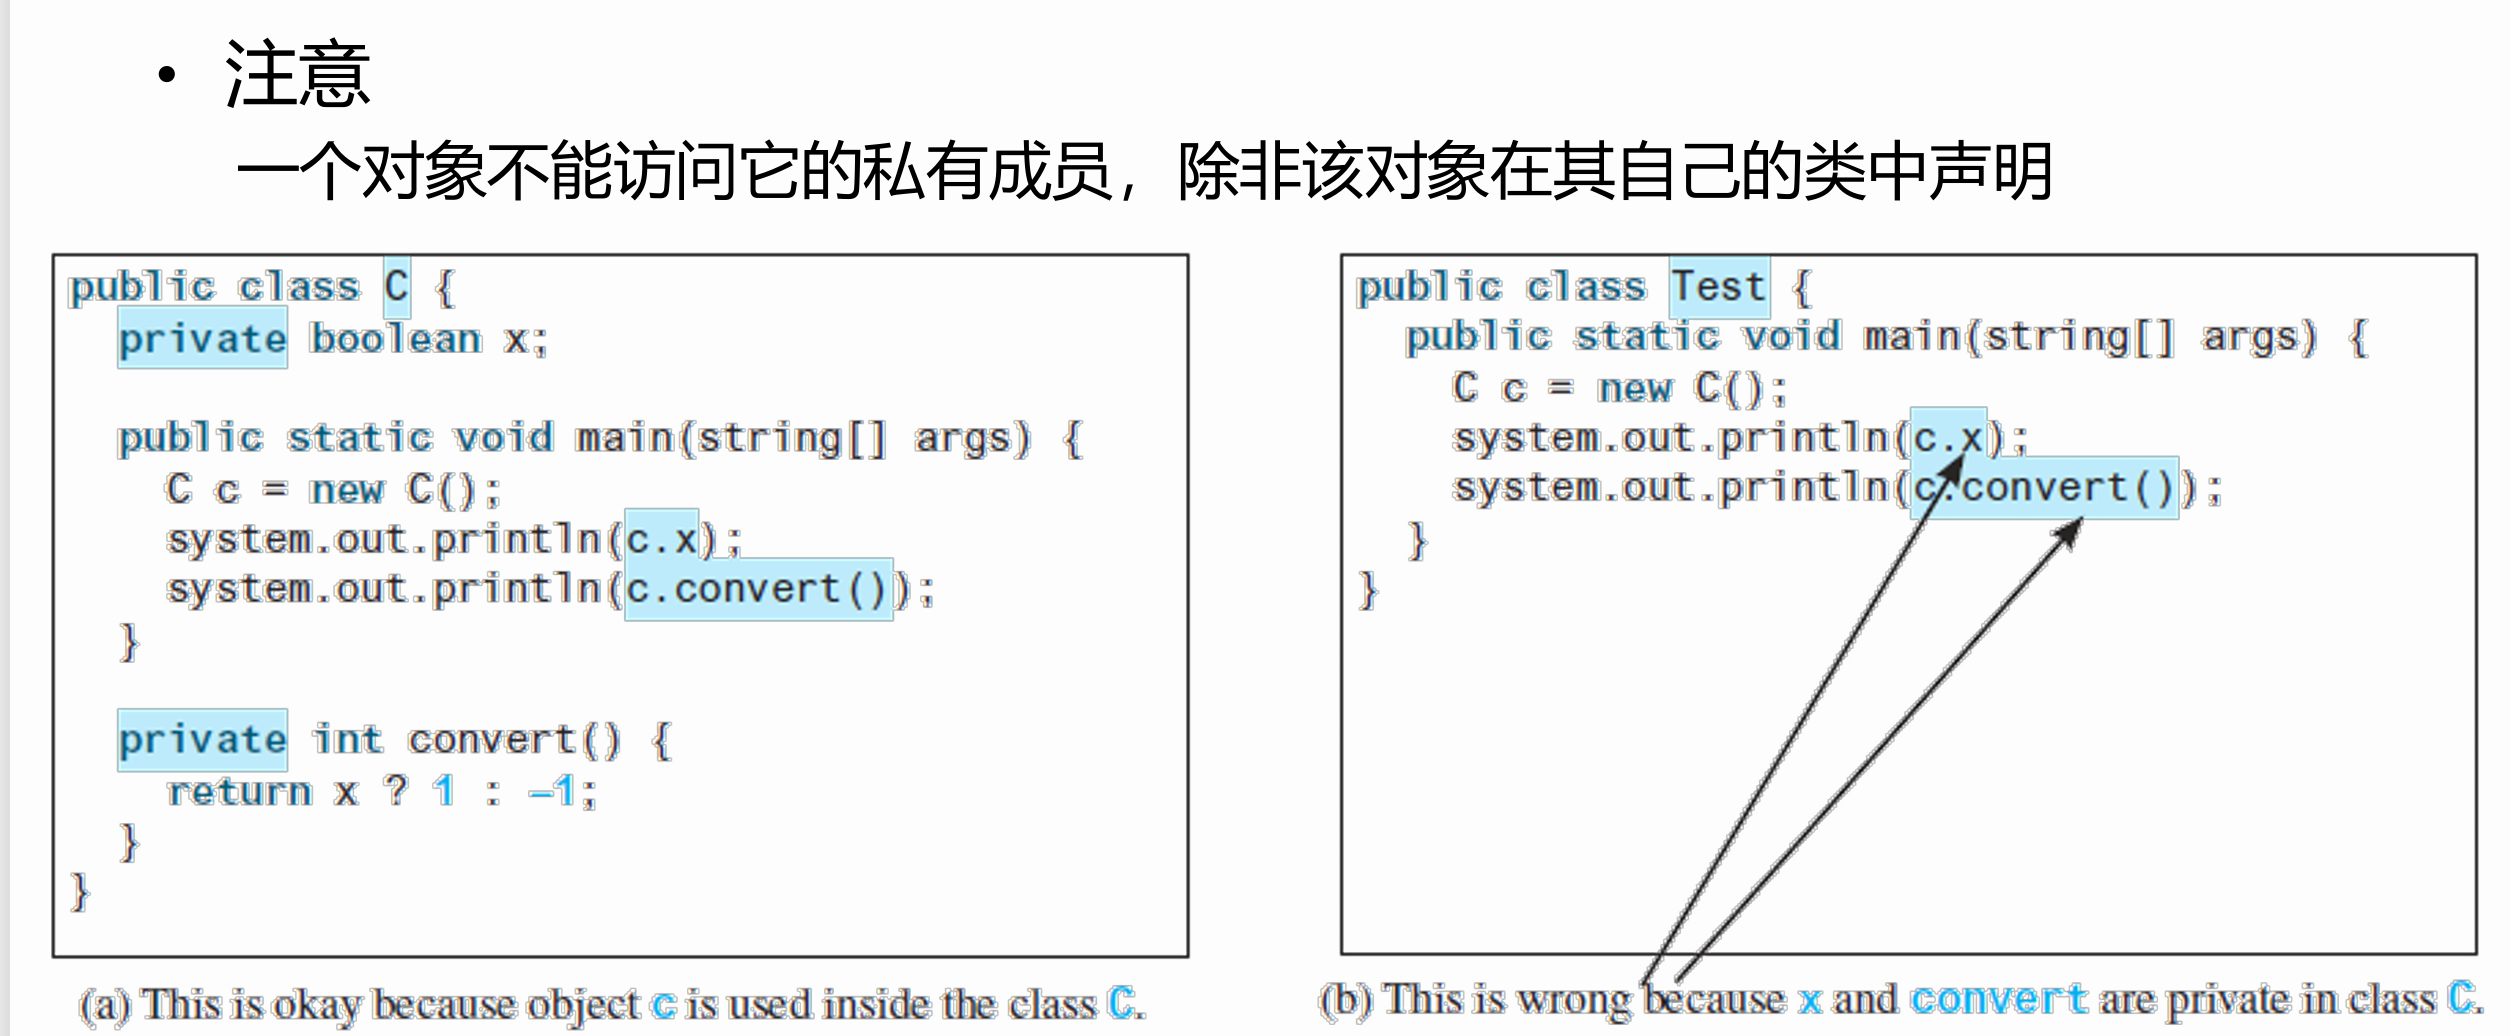 • 注意
一个对象不能访问它的私有成员，除非该对象在其自己的类中声明
public class C {
private boolean x;
public static void main(string[] args) {
C c = new C();
system.out.println(c.x);
system.out.println(c.convert());
}
private int convert() {
return x ? 1 : –1;
}
}
(a) This is okay because object c is used inside the class C.
public class Test {
public static void main(string[] args) {
C c = new C();
system.out.println(c.x);
system.out.println(c.convert());
}
}
(b) This is wrong because x and convert are private in class C.